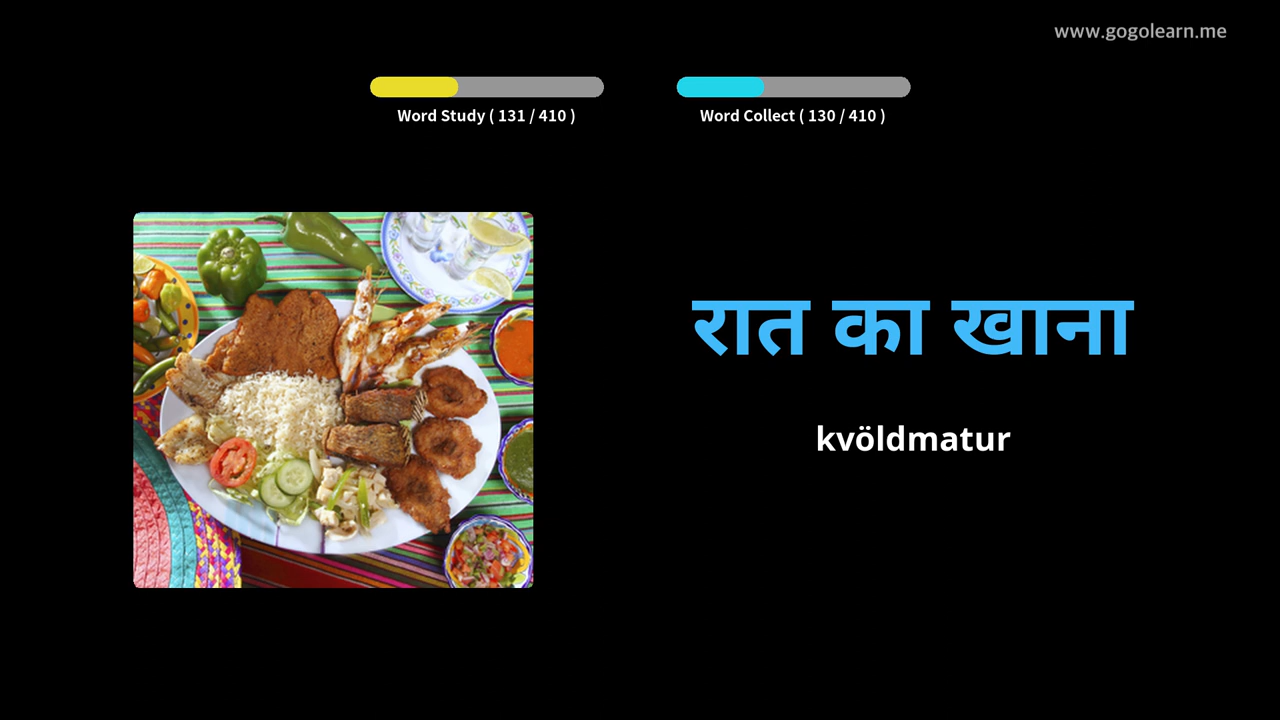 www.gogolearn.me
Word Study ( 131 / 410 )
Word Collect ( 130 / 410 )
रात का खाना
kvöldmatur